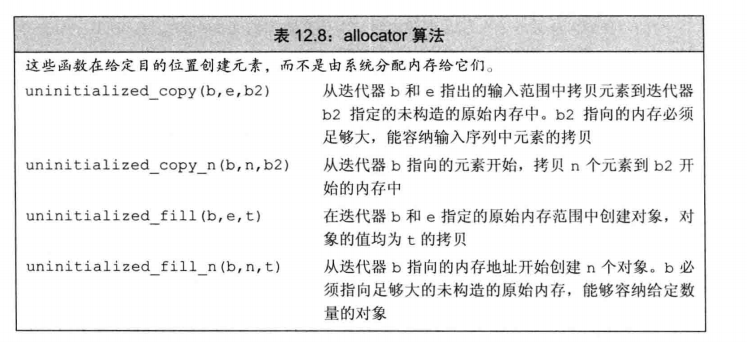 表 12.8：allocator 算法
这些函数在给定目的位置创建元素，而不是由系统分配内存给它们。
uninitialized_copy(b,e,b2) 从迭代器 b 和 e 指出的输入范围中拷贝元素到迭代器
b2 指定的未构造的原始内存中。b2 指向的内存必须
足够大，能容纳输入序列中元素的拷贝
uninitialized_copy_n(b,n,b2) 从迭代器 b 指向的元素开始，拷贝 n 个元素到 b2 开
始的内存中
uninitialized_fill(b,e,t) 在迭代器 b 和 e 指定的原始内存范围中创建对象，对
象的值均为 t 的拷贝
uninitialized_fill_n(b,n,t) 从迭代器 b 指向的内存地址开始创建 n 个对象。b 必
须指向足够大的未构造的原始内存，能够容纳给定数
量的对象